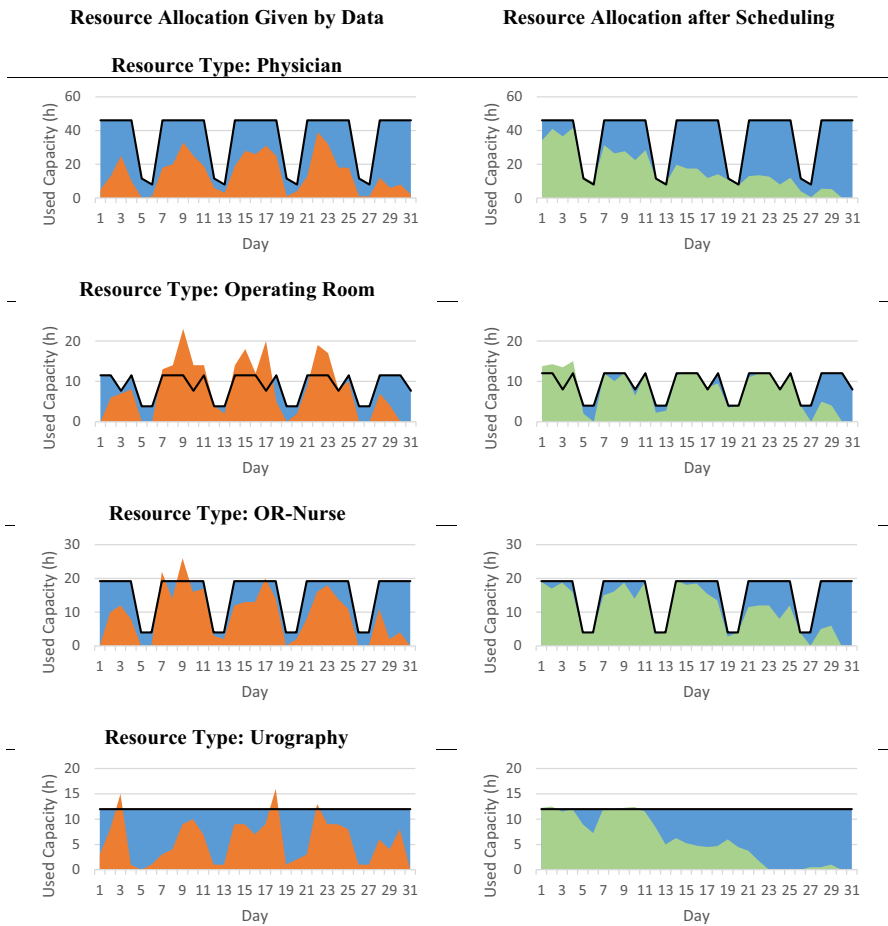 Resource Allocation Given by Data
Resource Allocation after Scheduling
Resource Type: Physician
Used Capacity (h)
60
40
20
0
1 3 5 7 9 11 13 15 17 19 21 23 25 27 29 31
Day
Used Capacity (h)
60
40
20
0
1 3 5 7 9 11 13 15 17 19 21 23 25 27 29 31
Day
Resource Type: Operating Room
Used Capacity (h)
20
10
0
1 3 5 7 9 11 13 15 17 19 21 23 25 27 29 31
Day
Used Capacity (h)
20
10
0
1 3 5 7 9 11 13 15 17 19 21 23 25 27 29 31
Day
Resource Type: OR-Nurse
Used Capacity (h)
30
20
10
0
1 3 5 7 9 11 13 15 17 19 21 23 25 27 29 31
Day
Used Capacity (h)
30
20
10
0
1 3 5 7 9 11 13 15 17 19 21 23 25 27 29 31
Day
Resource Type: Urography
Used Capacity (h)
20
15
10
5
0
1 3 5 7 9 11 13 15 17 19 21 23 25 27 29 31
Day
Used Capacity (h)
20
15
10
5
0
1 3 5 7 9 11 13 15 17 19 21 23 25 27 29 31
Day